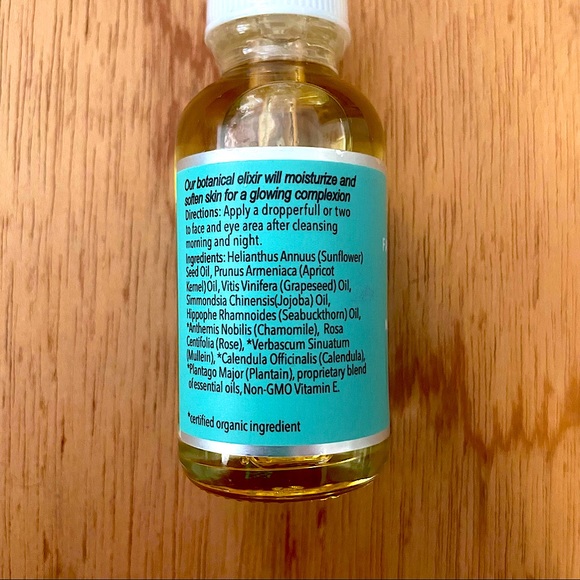 Our botanical elixir will moisturize and
soften skin for a glowing complexion
Directions: Apply a dropperfull or two
to face and eye area after cleansing
morning and night.
Ingredients: Helianthus Annuus (Sunflower)
Seed Oil, Prunus Armeniaca (Apricot
Kernel)Oil, Vitis Vinifera (Grapeseed) Oil,
Simmondsia Chinensis(Jojoba) Oil,
Hippophe Rhamnoides (Seabuckthorn) Oil,
*Anthemis Nobilis (Chamomile), Rosa
Centifolia (Rose), *Verbascum Sinuatum
(Mullein), *Calendula Officinalis (Calendula),
*Plantago Major (Plantain), proprietary blend
of essential oils, Non-GMO Vitamin E.
*certified organic ingredient